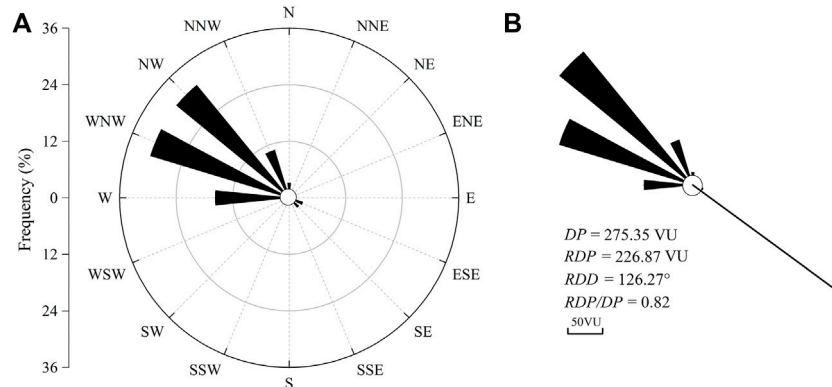 A
B
Frequency (%)
36
24
12
0
12
24
36
N
NNE
NE
ENE
E
ESE
SE
SSE
S
SSW
SW
WSW
W
WNW
NW
NNW
DP = 275.35 VU
RDP = 226.87 VU
RDD = 126.27°
RDP/DP = 0.82
50VU